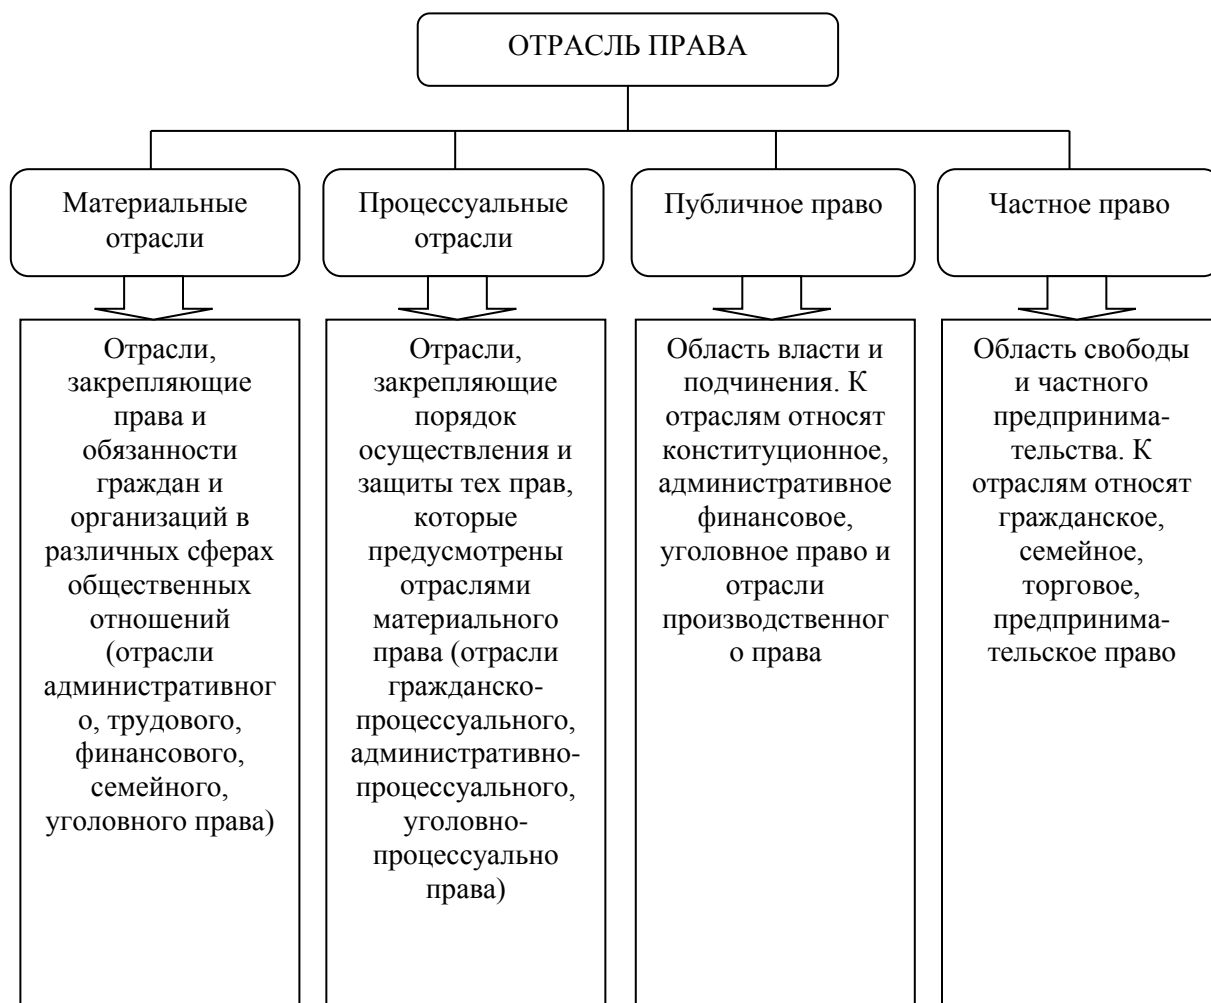 ОТРАСЛЬ ПРАВА
Материальные
отрасли
Процессуальные
отрасли
Публичное право
Частное право
Отрасли,
закрепляющие
права и
обязанности
граждан и
организаций в
различных сферах
общественных
отношений
(отрасли
административног
о, трудового,
финансового,
семейного,
уголовного права)
Отрасли,
закрепляющие
порядок
осуществления и
защиты тех прав,
которые
предусмотрены
отраслями
материального
права (отрасли
гражданско-
процессуального,
административно-
процессуального,
уголовно-
процессуально
права)
Область власти и
подчинения. К
отраслям относят
конституционное,
административное
финансовое,
уголовное право и
отрасли
производственног
о права
Область свободы
и частного
предпринима-
тельства. К
отраслям относят
гражданское,
семейное,
торговое,
предпринима-
тельское право